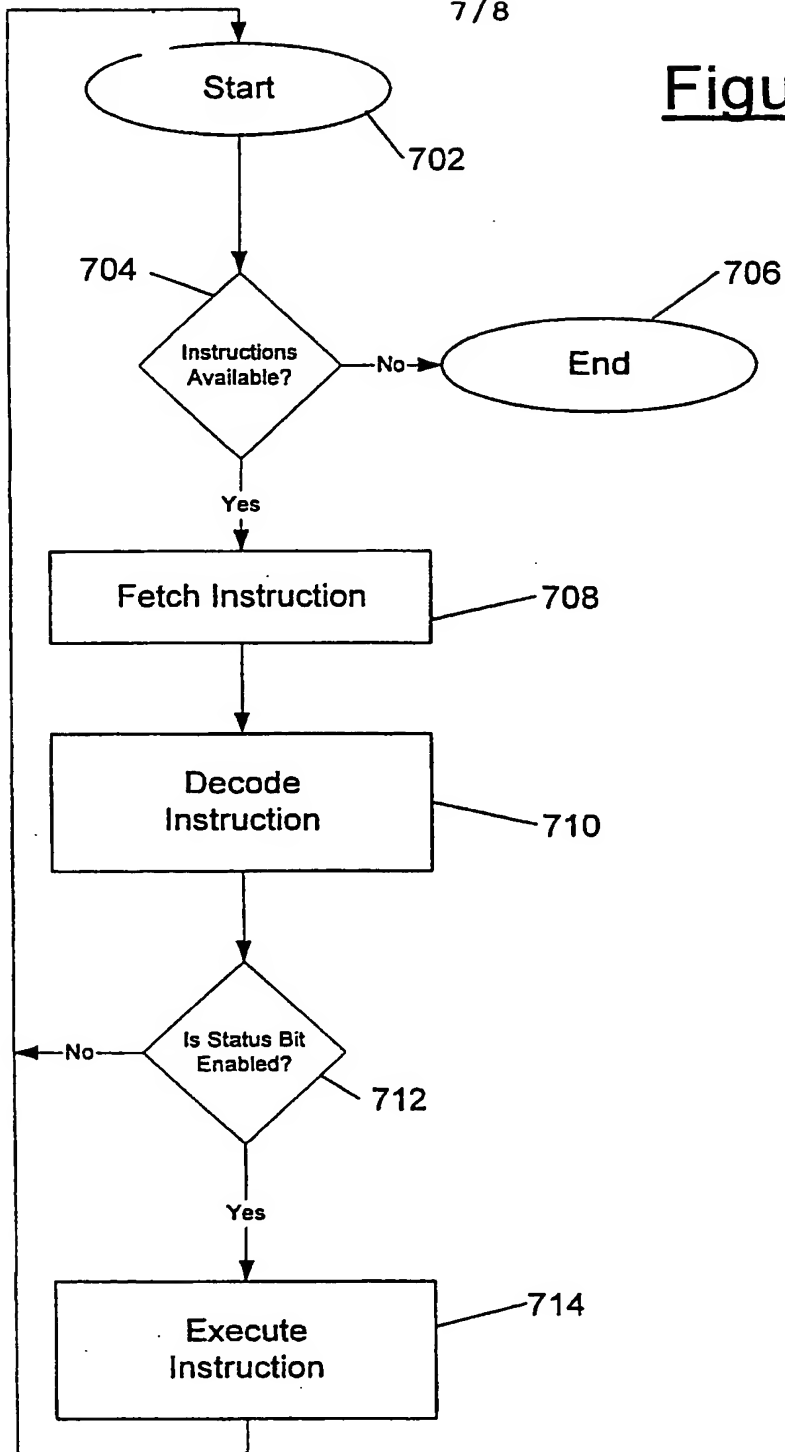 7/8
Figu
Start
702
704
706
Instructions
Available?
No
End
Yes
Fetch Instruction
708
Decode
Instruction
710
Is Status Bit
Enabled?
No
712
Yes
714
Execute
Instruction